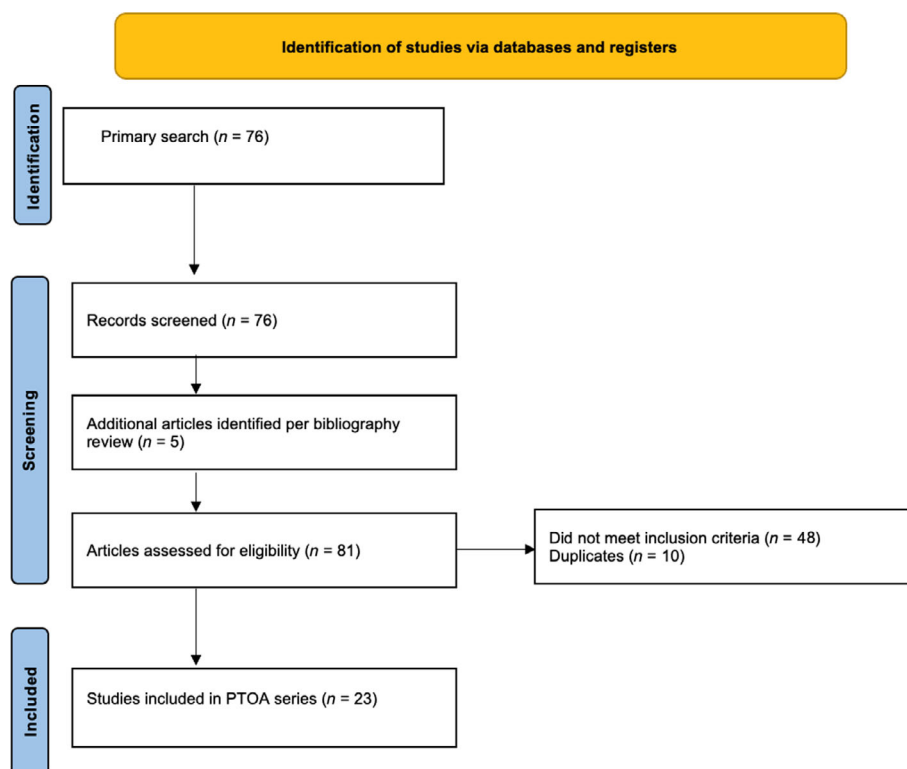 Identification of studies via databases and registers
Identification
Primary search (n = 76)
Screening
Records screened (n = 76)
Additional articles identified per bibliography
review (n = 5)
Articles assessed for eligibility (n = 81)
Did not meet inclusion criteria (n = 48)
Duplicates (n = 10)
Included
Studies included in PTOA series (n = 23)